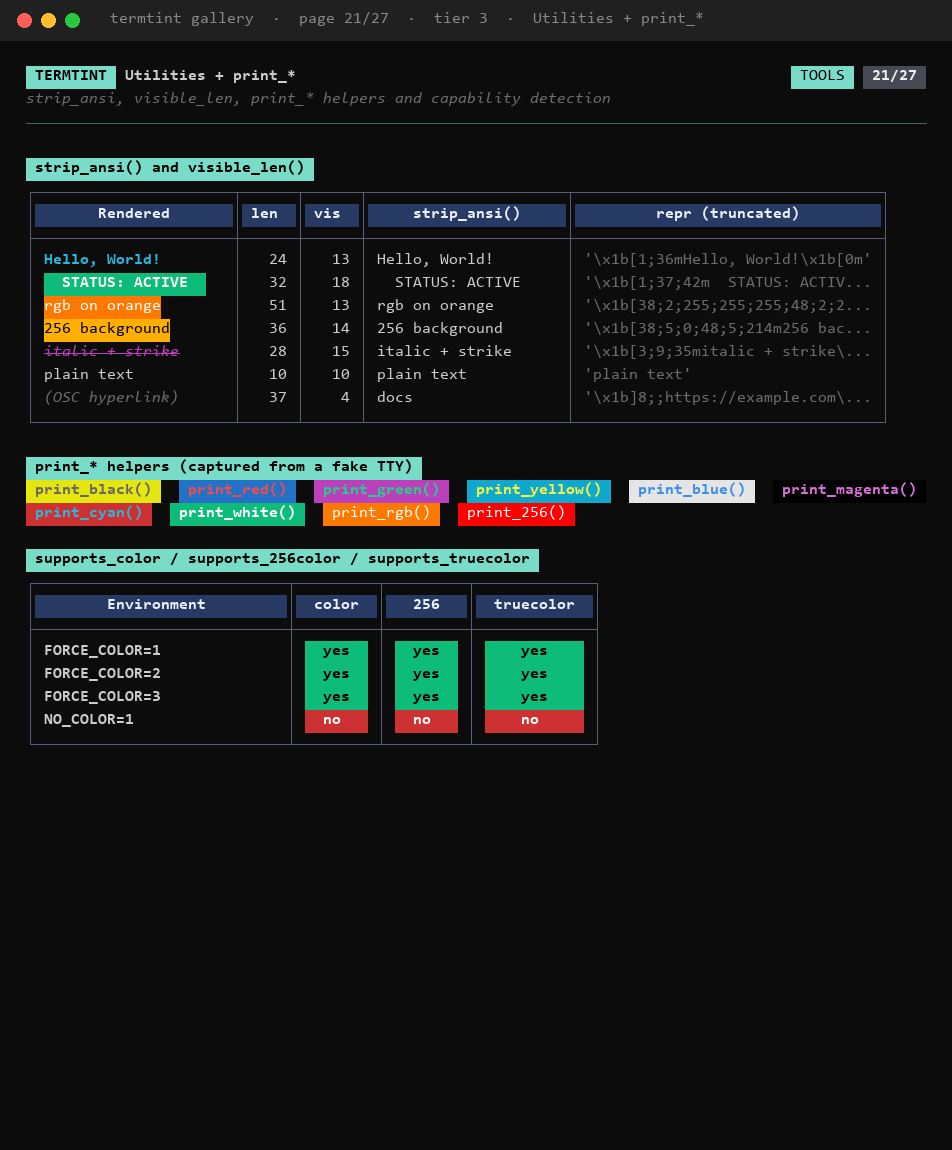 termtint gallery · page 21/27 · tier 3 · Utilities + print_*
TERMTINT Utilities + print_* TOOLS 21/27
strip_ansi, visible_len, print_* helpers and capability detection
strip_ansi() and visible_len()
Rendered len vis strip_ansi() repr (truncated)
Hello, World! 24 13 Hello, World! '\x1b[1;36mHello, World!\x1b[0m'
STATUS: ACTIVE 32 18 STATUS: ACTIVE '\x1b[1;37;42m  STATUS: ACTIV...
rgb on orange 51 13 rgb on orange '\x1b[38;2;255;255;255;48;2;2...
256 background 36 14 256 background '\x1b[38;5;0;48;5;214m256 bac...
italic + strike 28 15 italic + strike '\x1b[3;9;35mitalic + strike\...
plain text 10 10 plain text 'plain text'
(OSC hyperlink) 37 4 docs '\x1b]8;;https://example.com\...
print_* helpers (captured from a fake TTY)
print_black() print_red() print_green() print_yellow() print_blue() print_magenta()
print_cyan() print_white() print_rgb() print_256()
supports_color / supports_256color / supports_truecolor
Environment color 256 truecolor
FORCE_COLOR=1 yes yes yes
FORCE_COLOR=2 yes yes yes
FORCE_COLOR=3 yes yes yes
NO_COLOR=1 no no no